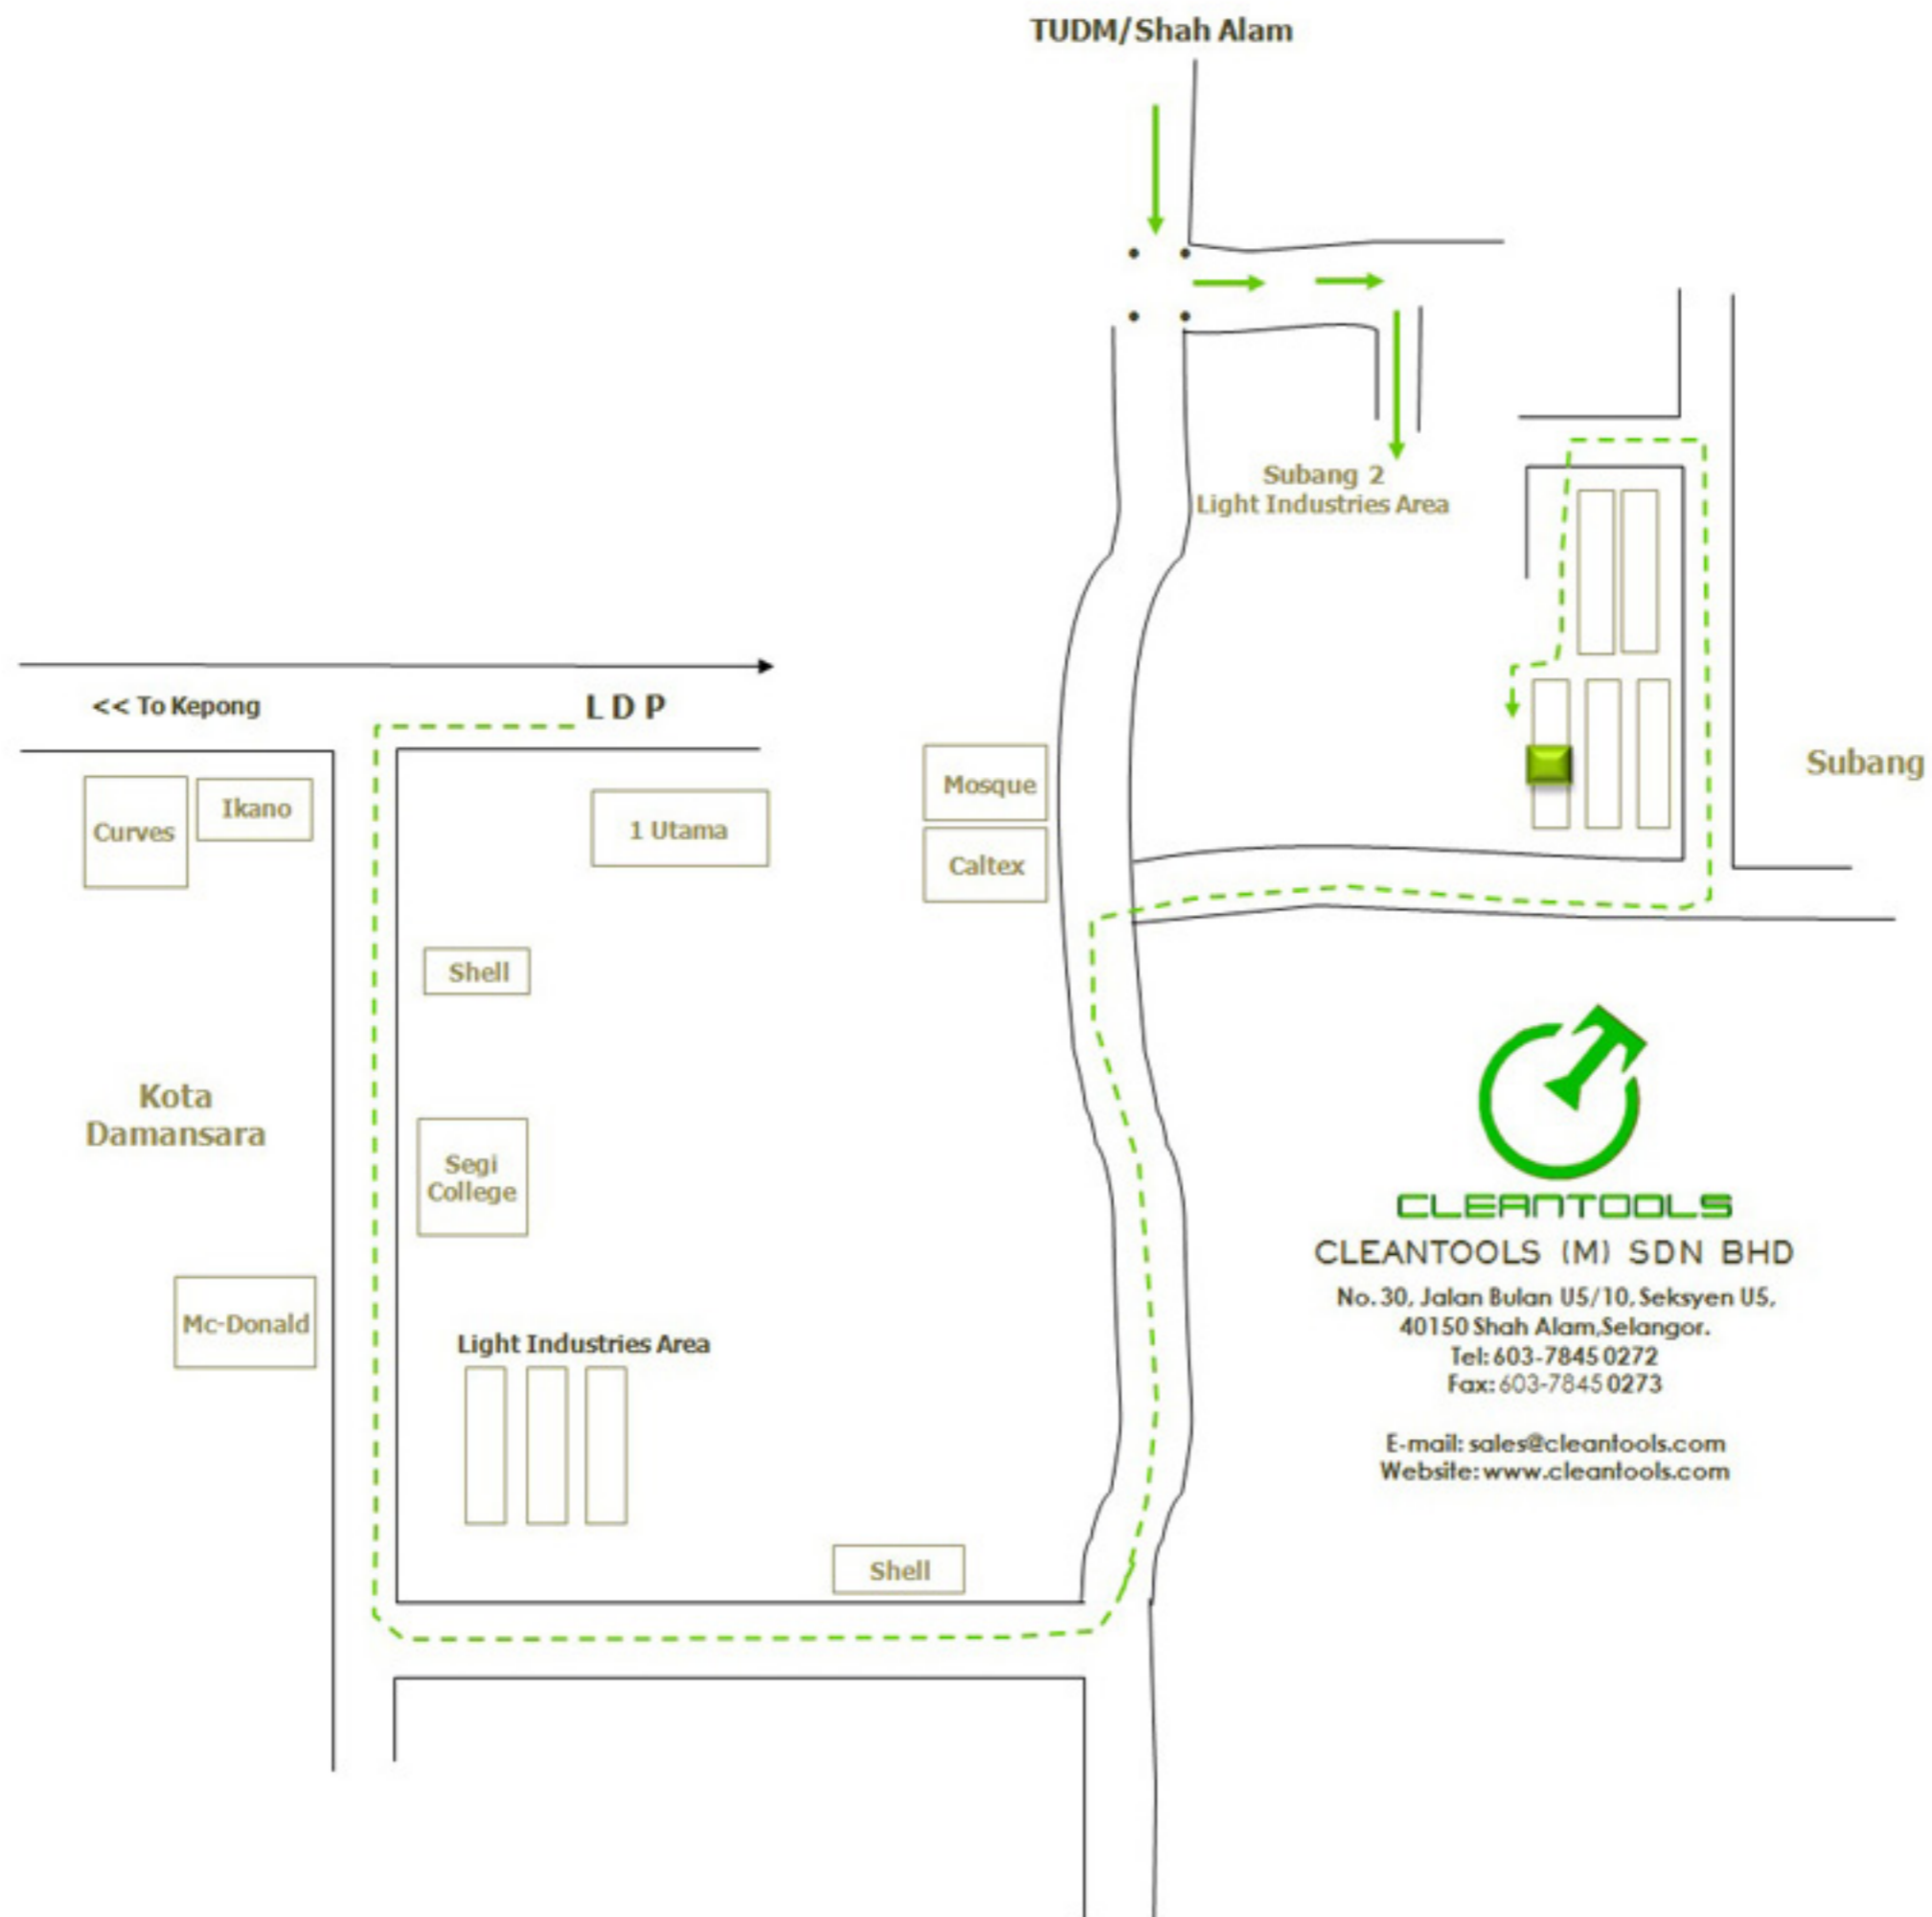 TUDM/Shah Alam
Subang 2
Light Industries Area
<< To Kepong
L D P
Curves
Ikano
1 Utama
Mosque
Caltex
Subang
Shell
Kota
Damansara
Segi
College
Mc-Donald
Light Industries Area
Shell
CLEANTOOLS
CLEANTOOLS (M) SDN BHD
No. 30, Jalan Bulan U5/10, Seksyen U5,
40150 Shah Alam,Selangor.
Tel: 603-7845 0272
Fax: 603-7845 0273
E-mail: sales@cleantools.com
Website: www.cleantools.com